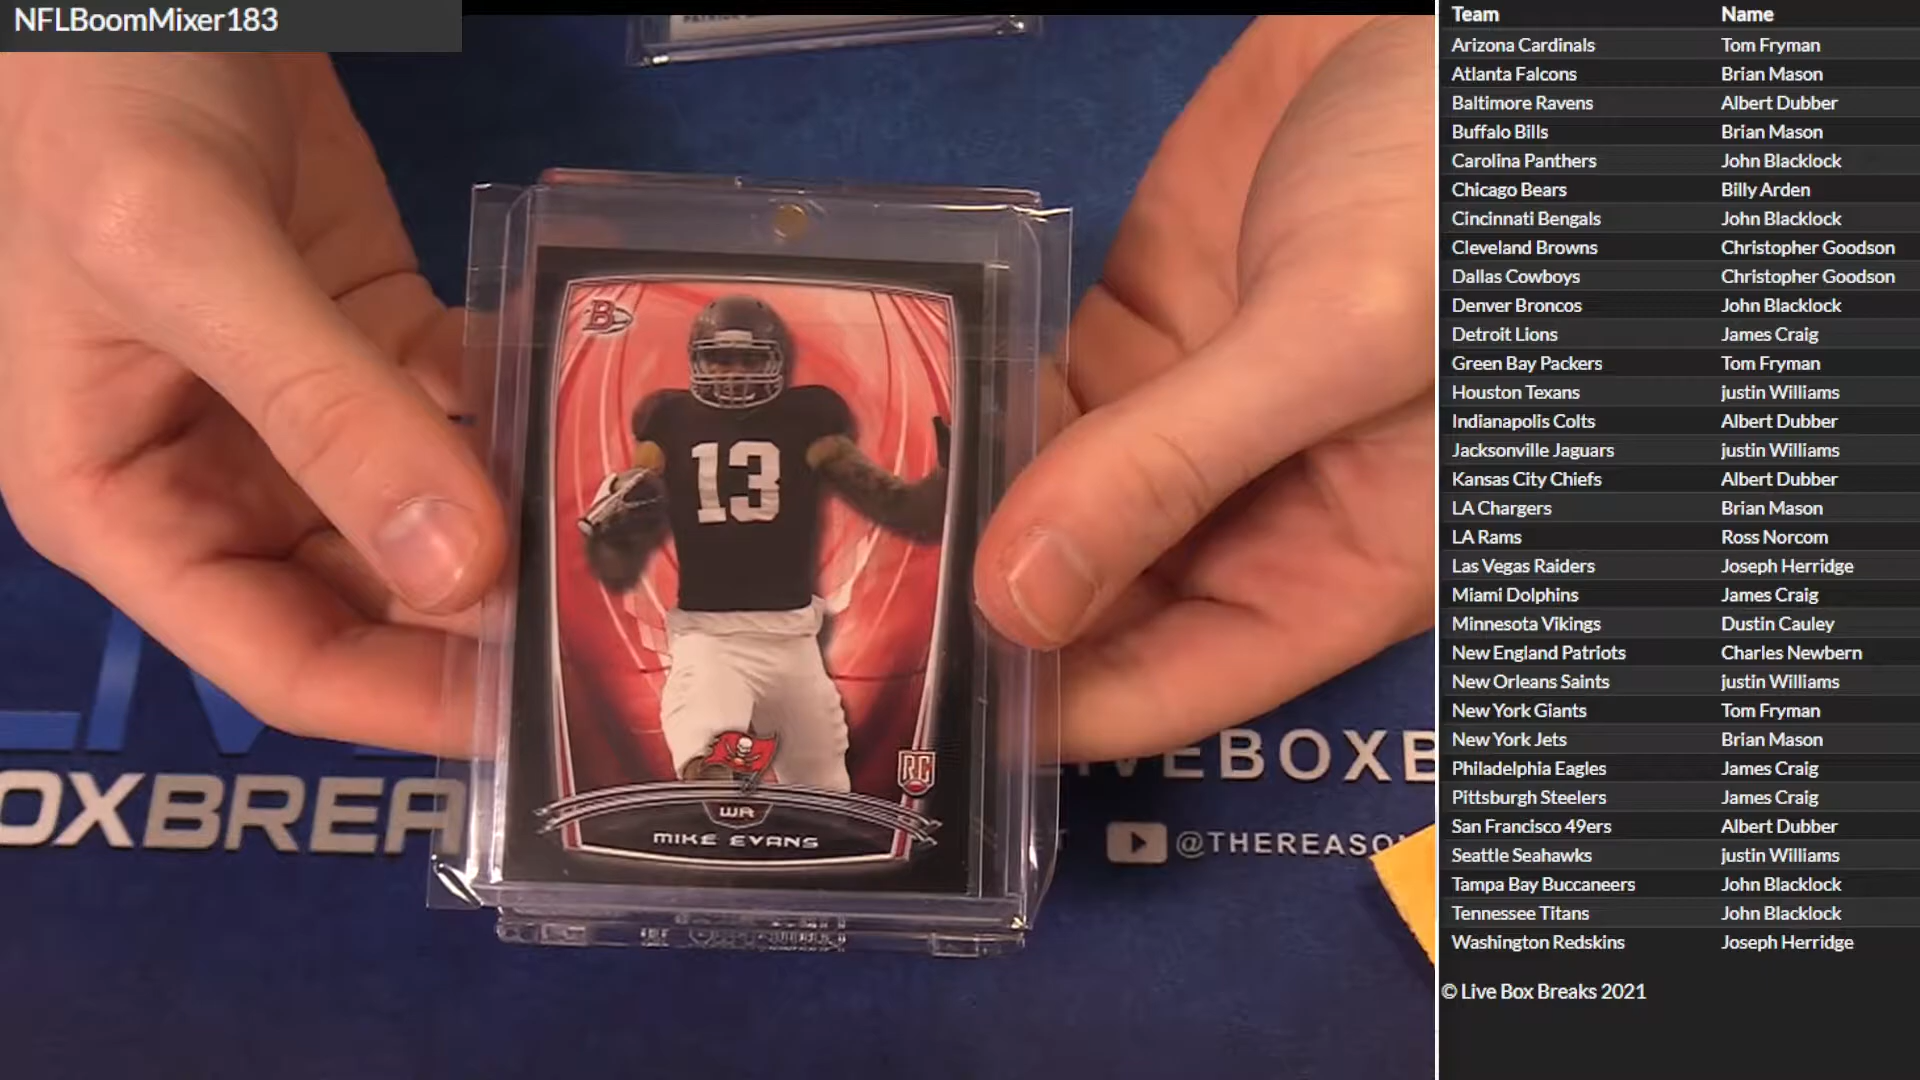 NFLBoomMixer183
PATRICK
B
13
RC
WR
MIKE EVANS
LIVE
OXBREA
LIVEBOXB
@THEREASO
Team Name
Arizona Cardinals Tom Fryman
Atlanta Falcons Brian Mason
Baltimore Ravens Albert Dubber
Buffalo Bills Brian Mason
Carolina Panthers John Blacklock
Chicago Bears Billy Arden
Cincinnati Bengals John Blacklock
Cleveland Browns Christopher Goodson
Dallas Cowboys Christopher Goodson
Denver Broncos John Blacklock
Detroit Lions James Craig
Green Bay Packers Tom Fryman
Houston Texans justin Williams
Indianapolis Colts Albert Dubber
Jacksonville Jaguars justin Williams
Kansas City Chiefs Albert Dubber
LA Chargers Brian Mason
LA Rams Ross Norcom
Las Vegas Raiders Joseph Herridge
Miami Dolphins James Craig
Minnesota Vikings Dustin Cauley
New England Patriots Charles Newbern
New Orleans Saints justin Williams
New York Giants Tom Fryman
New York Jets Brian Mason
Philadelphia Eagles James Craig
Pittsburgh Steelers James Craig
San Francisco 49ers Albert Dubber
Seattle Seahawks justin Williams
Tampa Bay Buccaneers John Blacklock
Tennessee Titans John Blacklock
Washington Redskins Joseph Herridge
© Live Box Breaks 2021